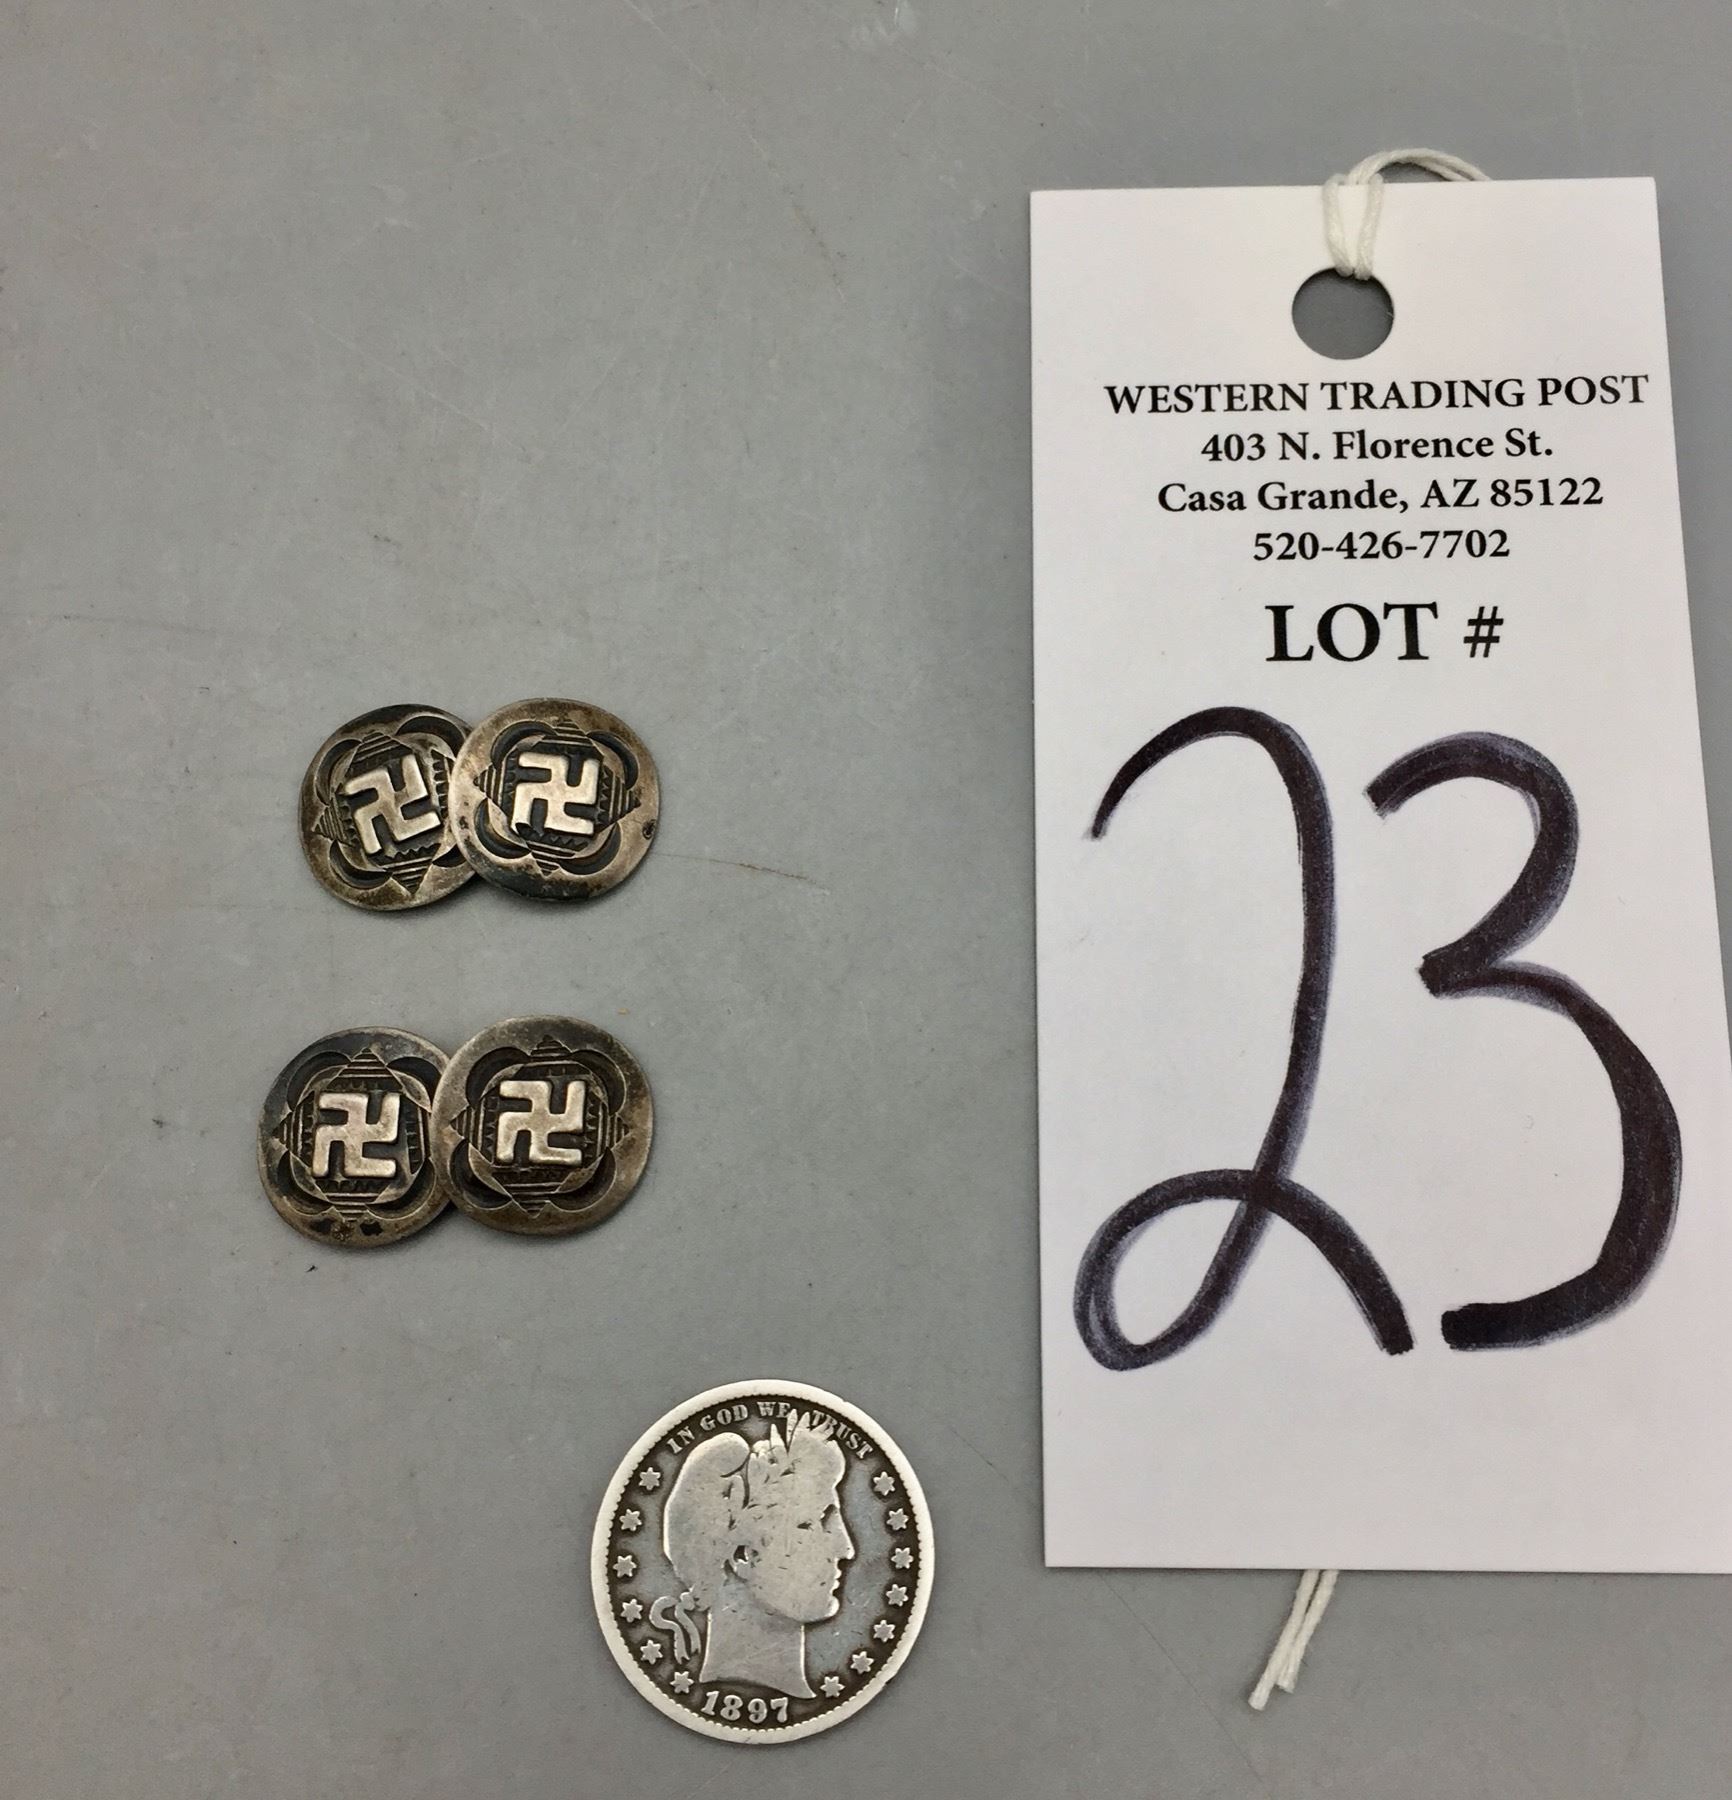 WESTERN TRADING POST
403 N. Florence St.
Casa Grande, AZ 85122
520-426-7702
LOT #
23
IN GOD WE TRUST
1897